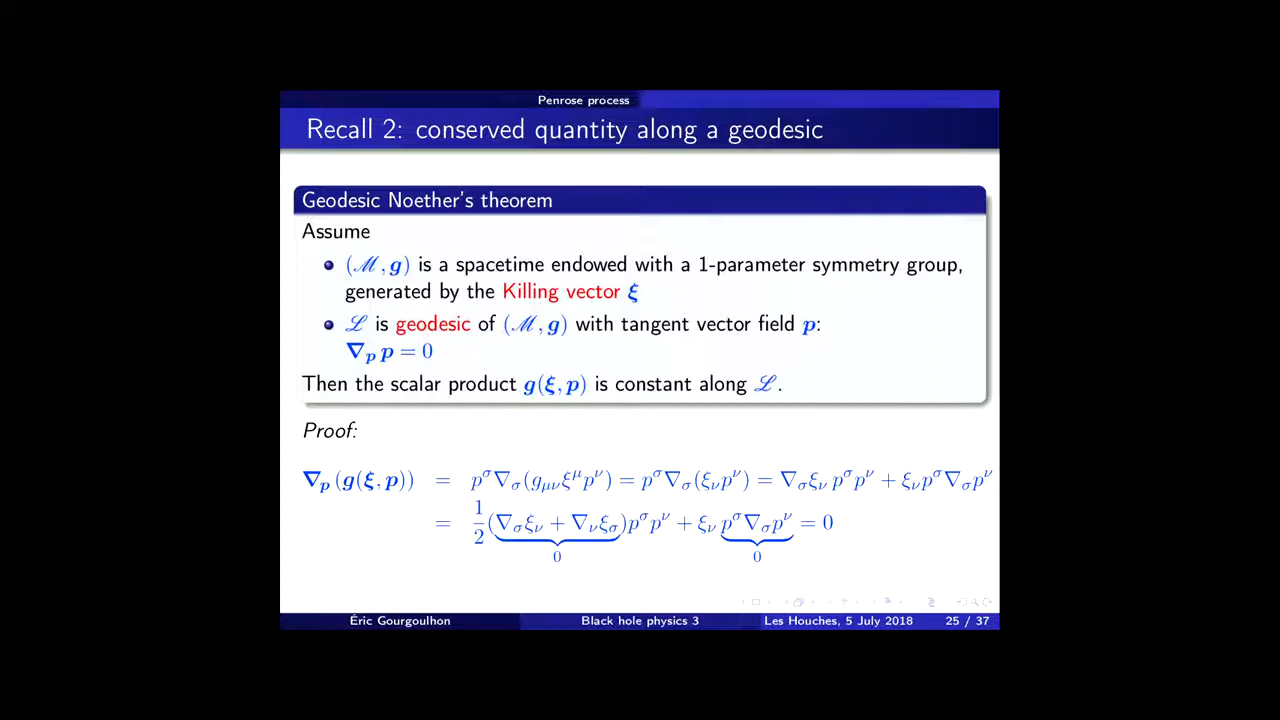 Penrose process
Recall 2: conserved quantity along a geodesic
Geodesic Noether's theorem
Assume
(ℳ, g) is a spacetime endowed with a 1-parameter symmetry group,
generated by the Killing vector ξ
ℒ is geodesic of (ℳ, g) with tangent vector field p:
∇ₚ p = 0
Then the scalar product g(ξ, p) is constant along ℒ.
Proof:
∇ₚ (g(ξ, p)) = p^σ∇_σ(g_μν ξ^μ p^ν) = p^σ∇_σ(ξ_ν p^ν) = ∇_σ ξ_ν p^σ p^ν + ξ_ν p^σ∇_σ p^ν
= 1/2 (∇_σ ξ_ν + ∇_ν ξ_σ) p^σ p^ν + ξ_ν p^σ∇_σ p^ν = 0
0 0
Éric Gourgoulhon Black hole physics 3 Les Houches, 5 July 2018 25 / 37